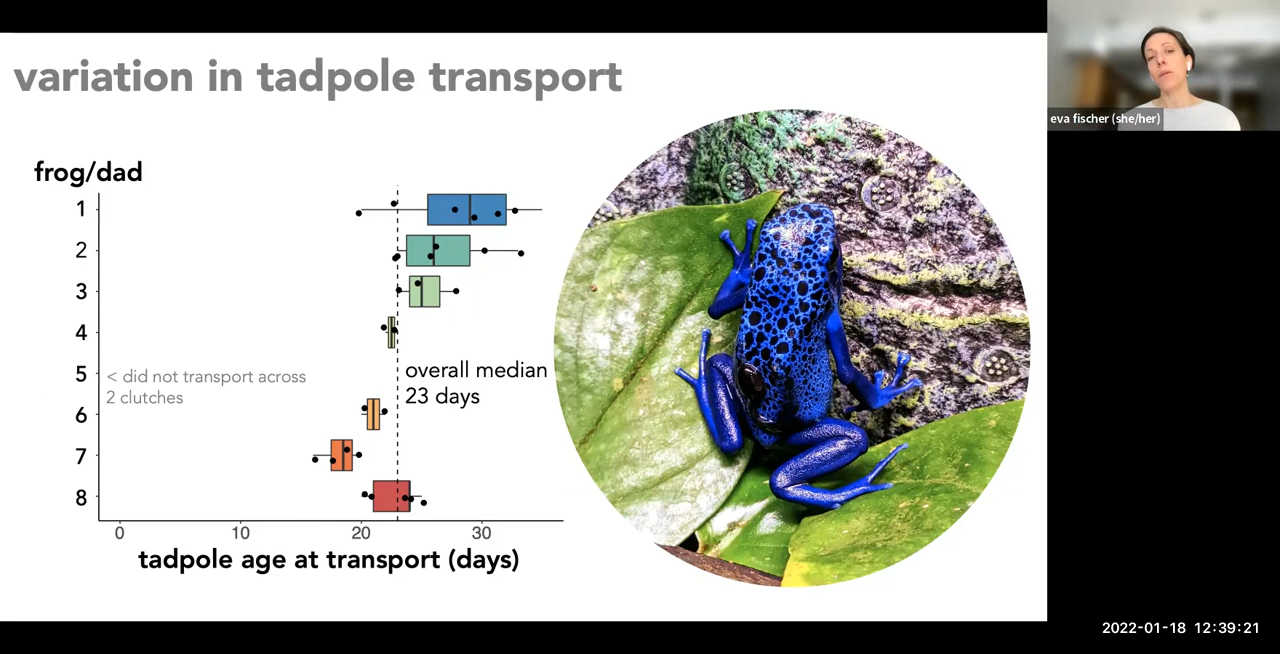 variation in tadpole transport
eva fischer (she/her)
frog/dad
1
2
3
4
5
6
7
8
< did not transport across
2 clutches
overall median
23 days
0 10 20 30
tadpole age at transport (days)
2022-01-18 12:39:21